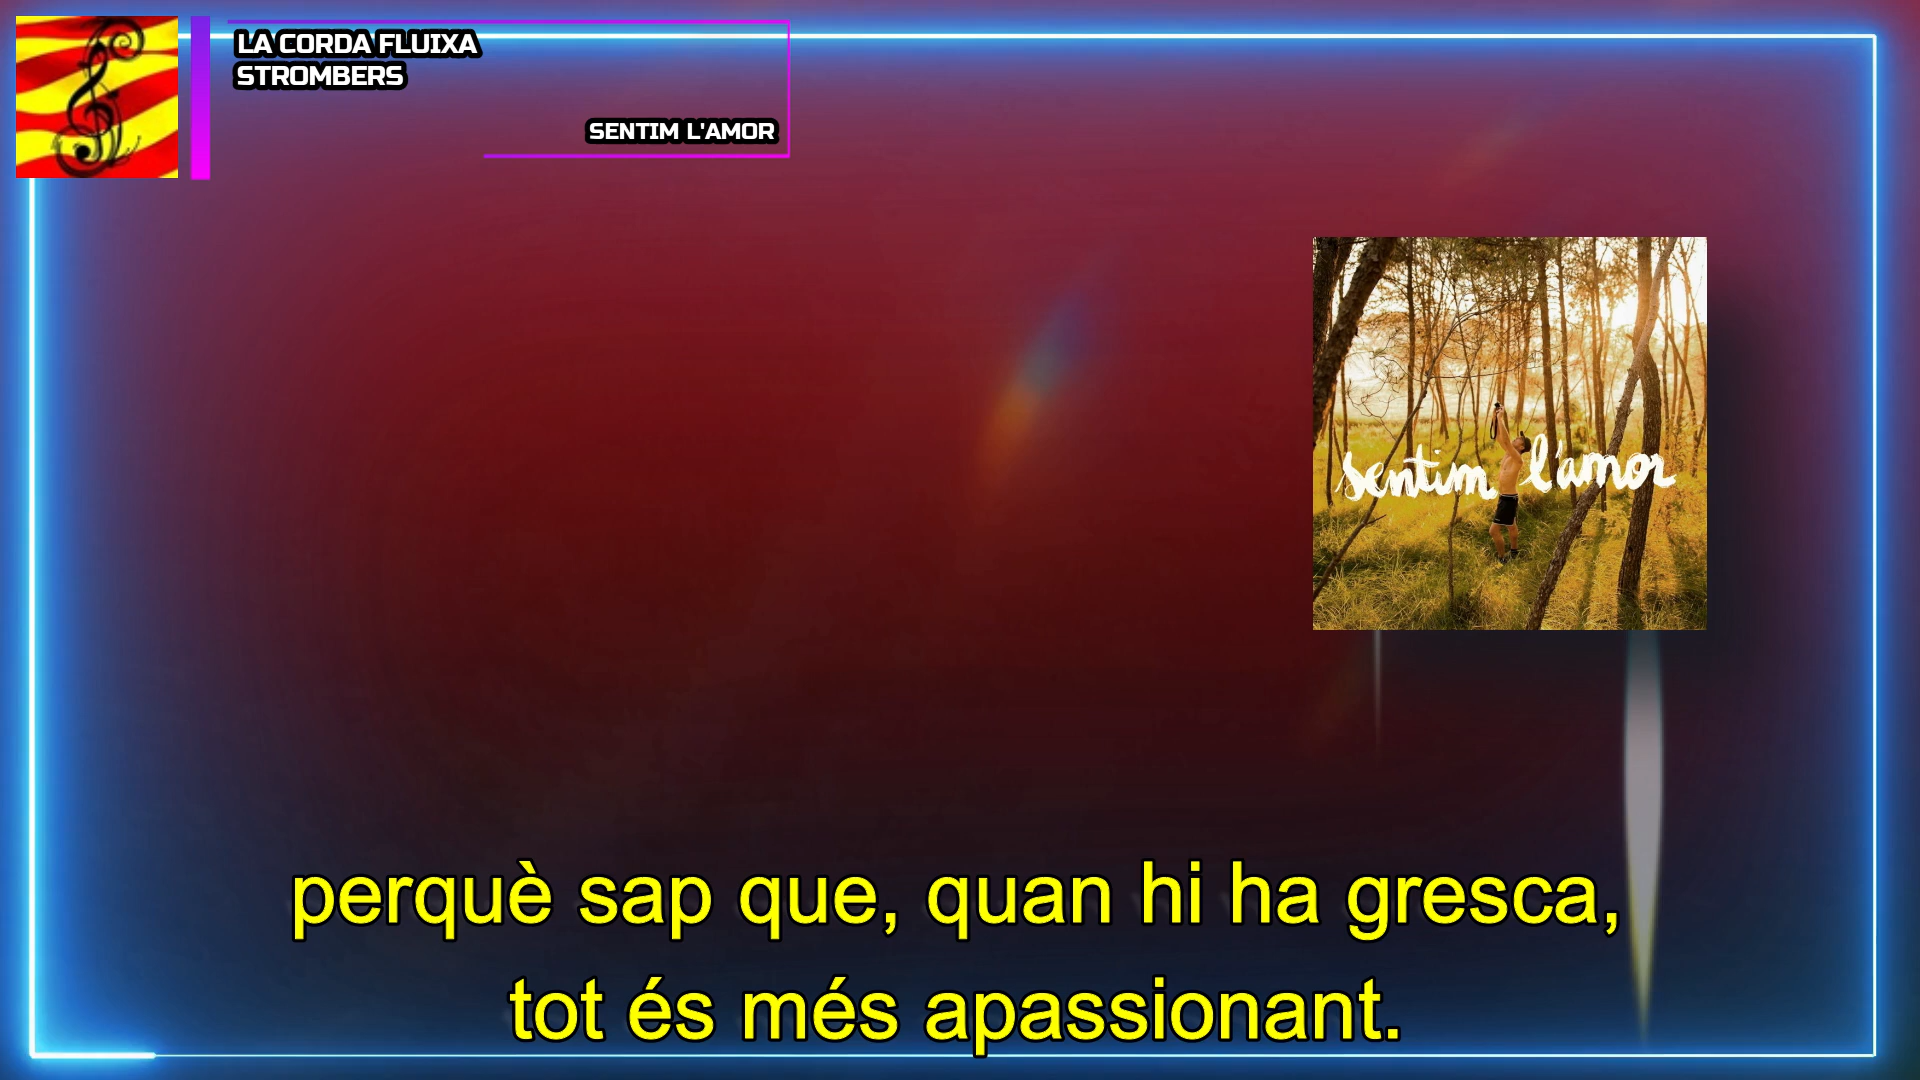 LA CORDA FLUIXA
STROMBERS
SENTIM L'AMOR
sentim l'amor
perquè sap que, quan hi ha gresca,
tot és més apassionant.